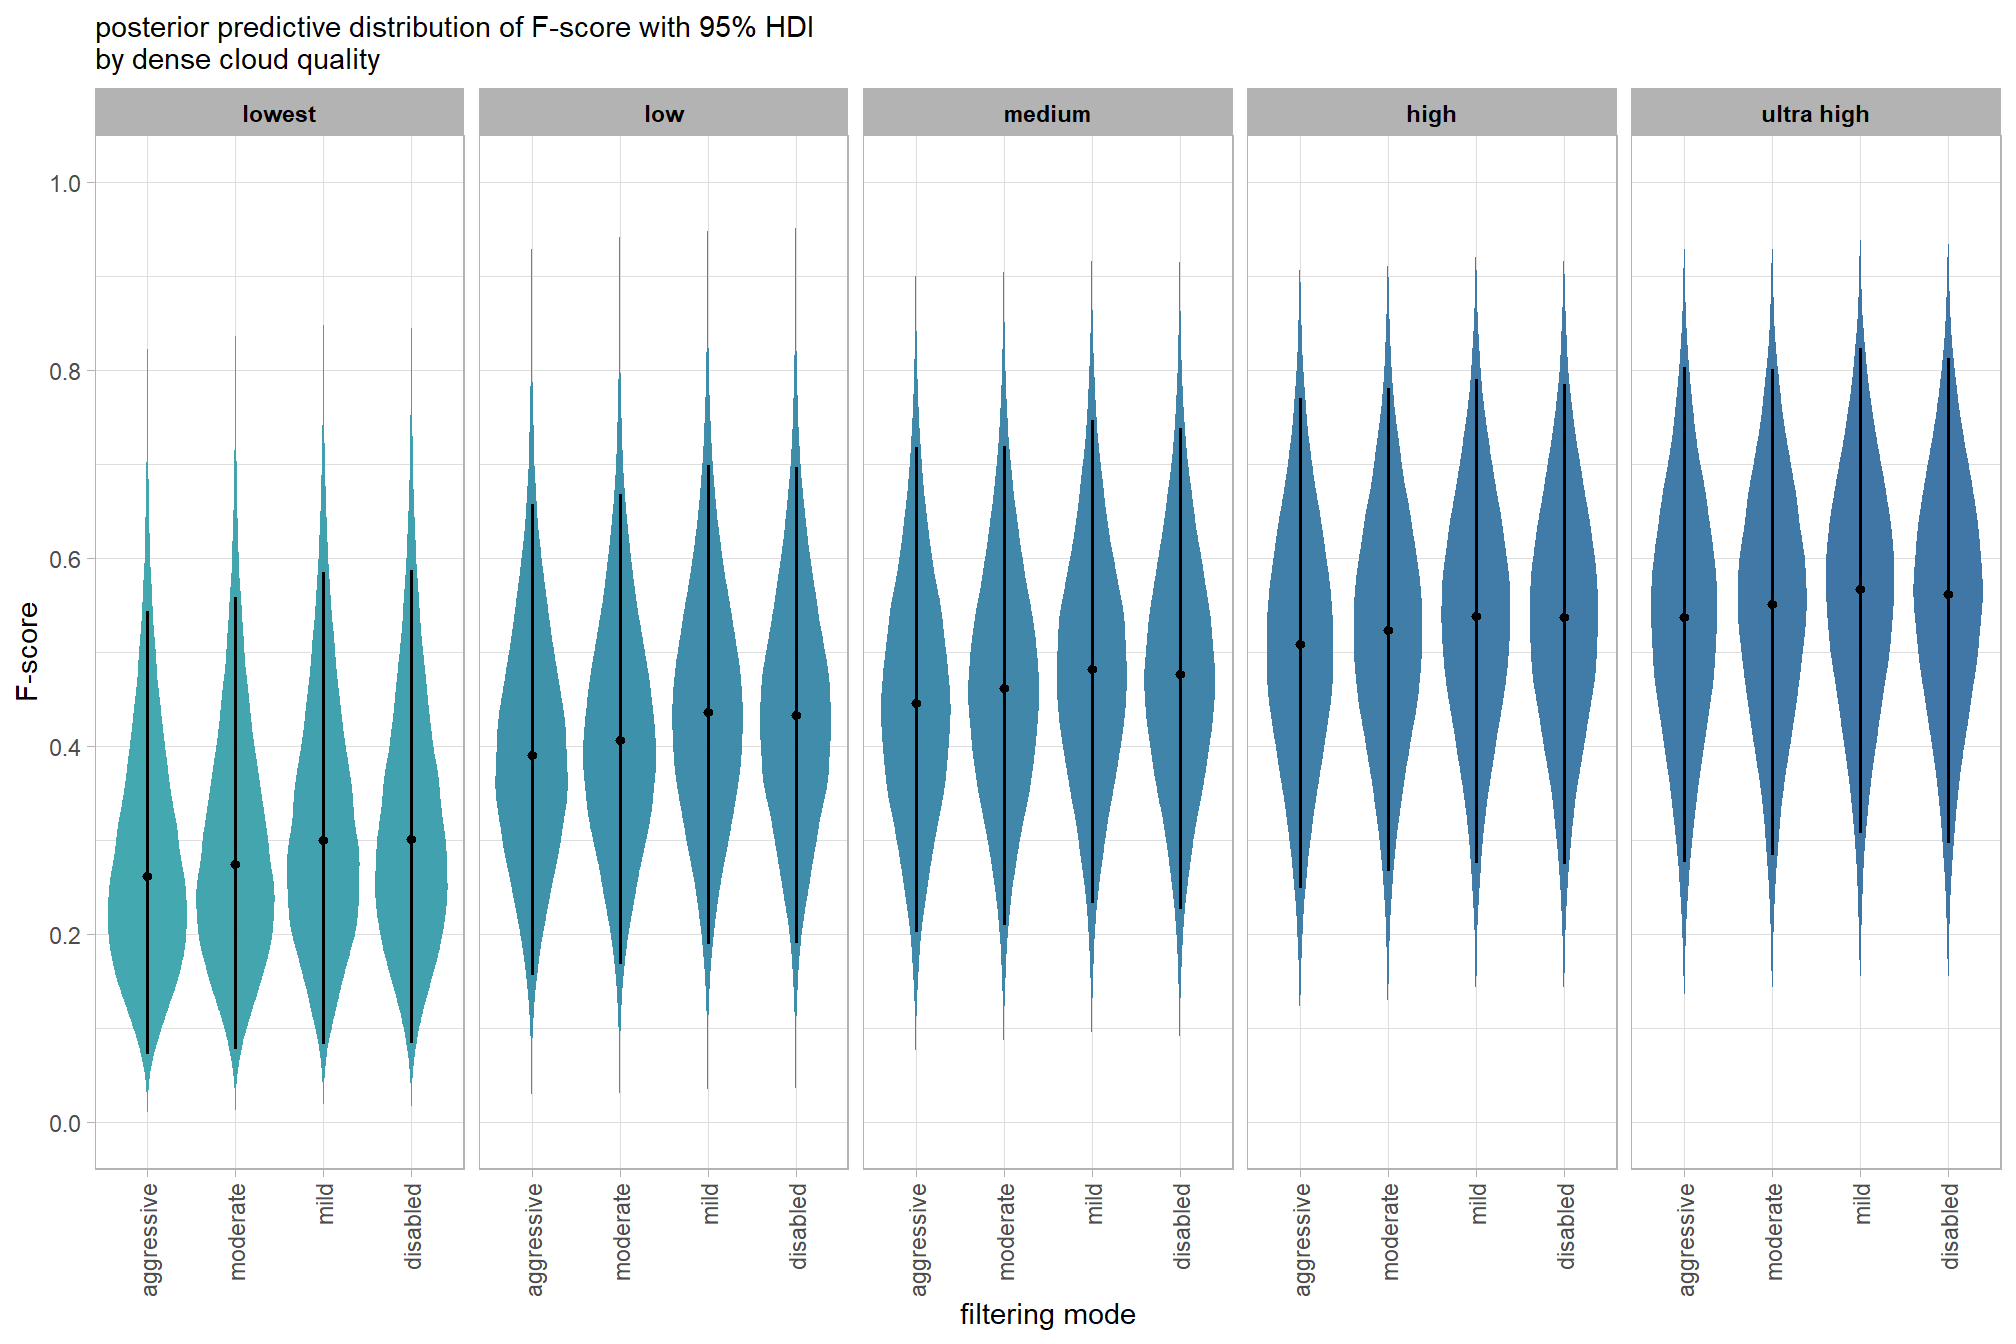 posterior predictive distribution of F-score with 95% HDI
by dense cloud quality
lowest
low
medium
high
ultra high
F-score
1.0
0.8
0.6
0.4
0.2
0.0
aggressive
moderate
mild
disabled
aggressive
moderate
mild
disabled
aggressive
moderate
mild
disabled
aggressive
moderate
mild
disabled
aggressive
moderate
mild
disabled
filtering mode